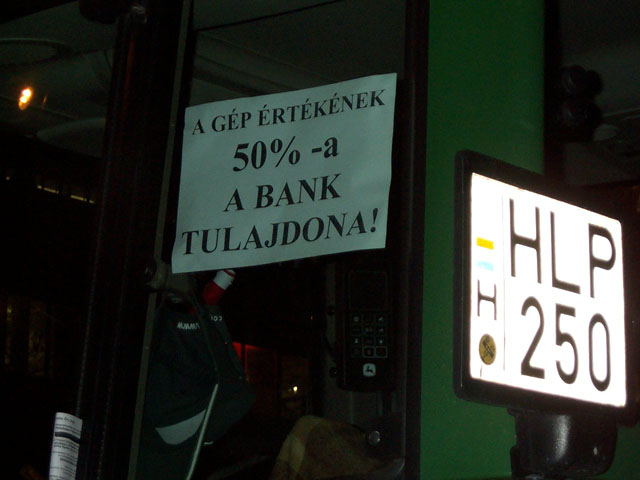 A GÉP ÉRTÉKÉNEK
50% -a
A BANK
TULAJDONA!
H
HLP
250